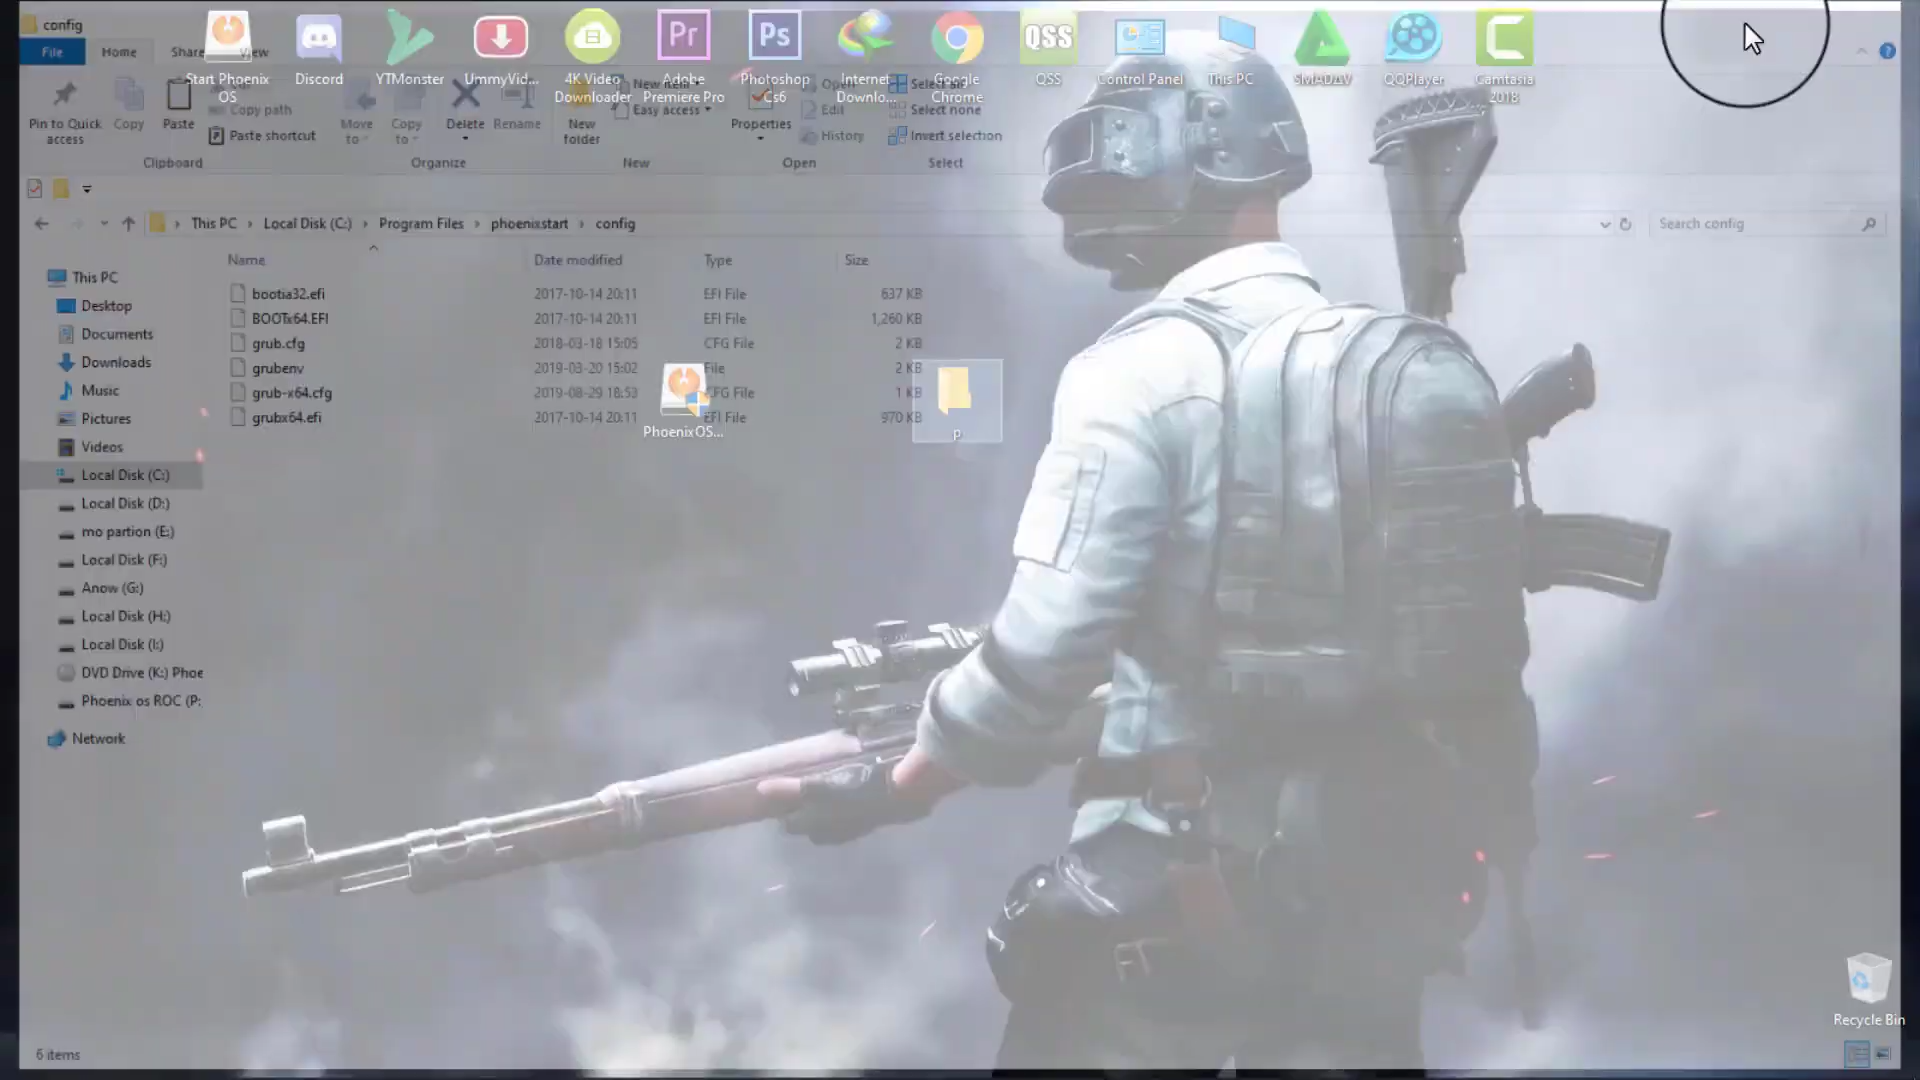 config
File
Home
Share
View
Start Phoenix
OS
Discord
YTMonster
UmmyVid...
4K Video
Downloader
Adobe
Premiere Pro
Photoshop
Cs6
Internet
Downlo...
Google
Chrome
QSS
QSS
Control Panel
This PC
SMADAV
QQPlayer
Camtasia
2018
Pr
Ps
Pin to Quick
access
Copy
Paste
Copy path
Paste shortcut
Move
to
Copy
to
Delete
Rename
New
folder
New item
Easy access
Properties
Open
Edit
History
Select all
Select none
Invert selection
Clipboard
Organize
New
Open
Select
This PC
Local Disk (C:)
Program Files
phoenixstart
config
Search config
Name
Date modified
Type
Size
bootia32.efi 2017-10-14 20:11 EFI File 637 KB
BOOTx64.EFI 2017-10-14 20:11 EFI File 1,260 KB
grub.cfg 2018-03-18 15:05 CFG File 2 KB
grubenv 2019-03-20 15:02 File 2 KB
grub-x64.cfg 2019-08-29 18:53 CFG File 1 KB
grubx64.efi 2017-10-14 20:11 EFI File 970 KB
PhoenixOS...
p
This PC
Desktop
Documents
Downloads
Music
Pictures
Videos
Local Disk (C:)
Local Disk (D:)
mo partion (E:)
Local Disk (F:)
Anow (G:)
Local Disk (H:)
Local Disk (I:)
DVD Drive (K:) Phoe
Phoenix os ROC (P:
Network
6 items
Recycle Bin